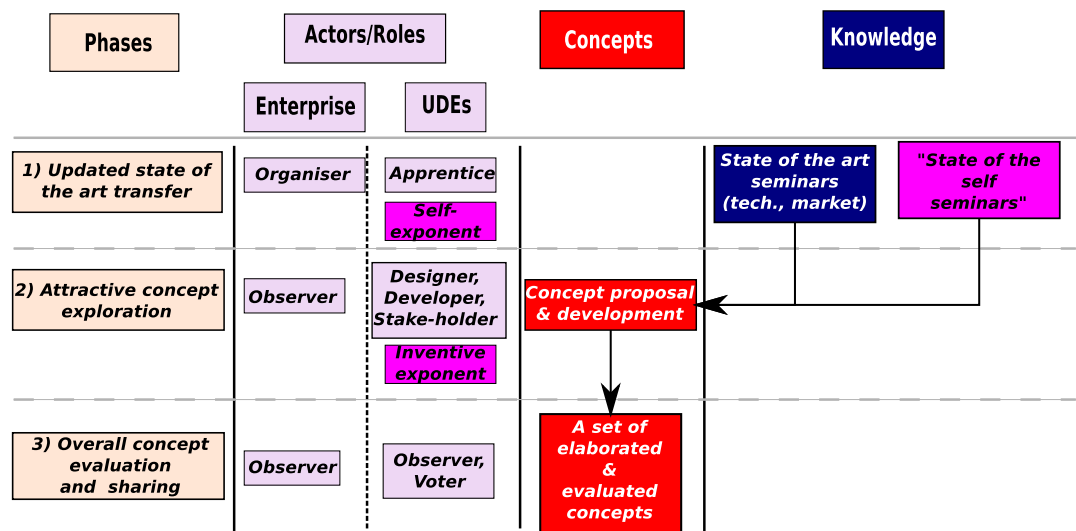 Phases
Actors/Roles
Concepts
Knowledge
Enterprise
UDEs
1) Updated state of
the art transfer
Organiser
Apprentice
Self-
exponent
State of the art
seminars
(tech., market)
"State of the
self
seminars"
2) Attractive concept
exploration
Observer
Designer,
Developer,
Stake-holder
Inventive
exponent
Concept proposal
& development
3) Overall concept
evaluation
and sharing
Observer
Observer,
Voter
A set of
elaborated
&
evaluated
concepts